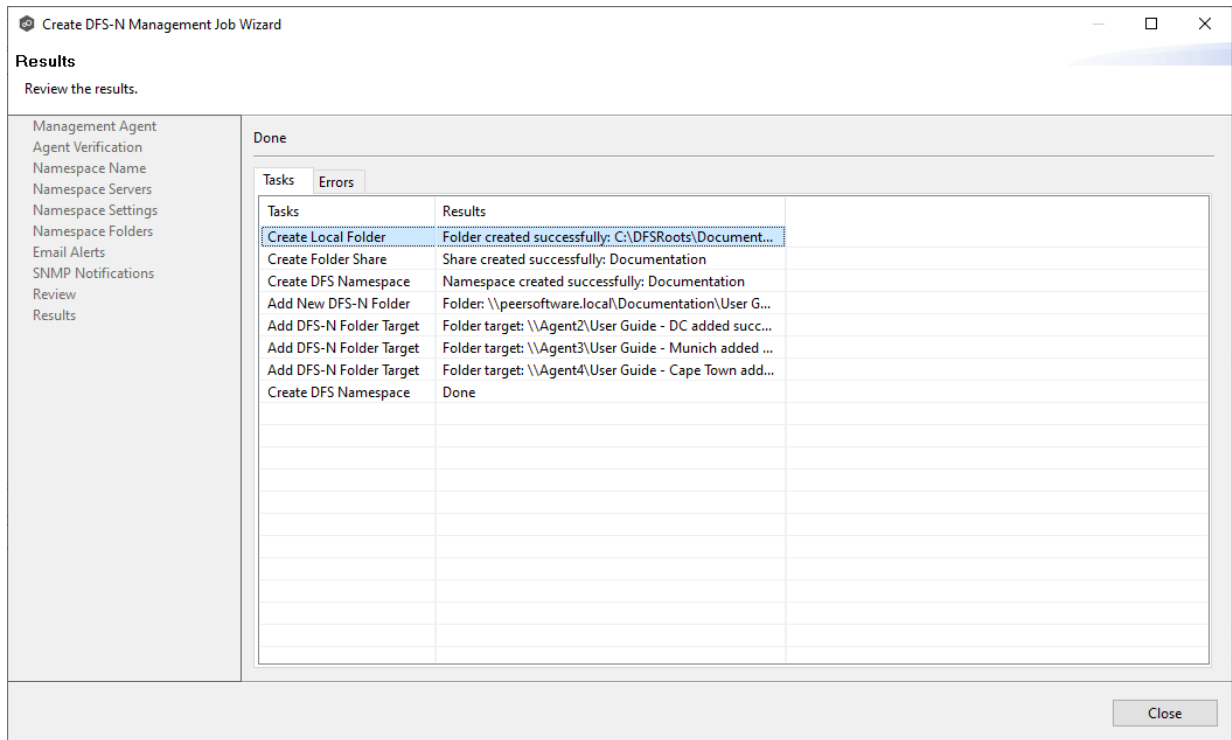 Create DFS-N Management Job Wizard
Results
Review the results.
Management Agent
Agent Verification
Namespace Name
Namespace Servers
Namespace Settings
Namespace Folders
Email Alerts
SNMP Notifications
Review
Results
Done
Tasks Errors
Tasks Results
Create Local Folder Folder created successfully: C:\DFSRoots\Document...
Create Folder Share Share created successfully: Documentation
Create DFS Namespace Namespace created successfully: Documentation
Add New DFS-N Folder Folder: \\peersoftware.local\Documentation\User G...
Add DFS-N Folder Target Folder target: \\Agent2\User Guide - DC added succ...
Add DFS-N Folder Target Folder target: \\Agent3\User Guide - Munich added ...
Add DFS-N Folder Target Folder target: \\Agent4\User Guide - Cape Town add...
Create DFS Namespace Done
Close